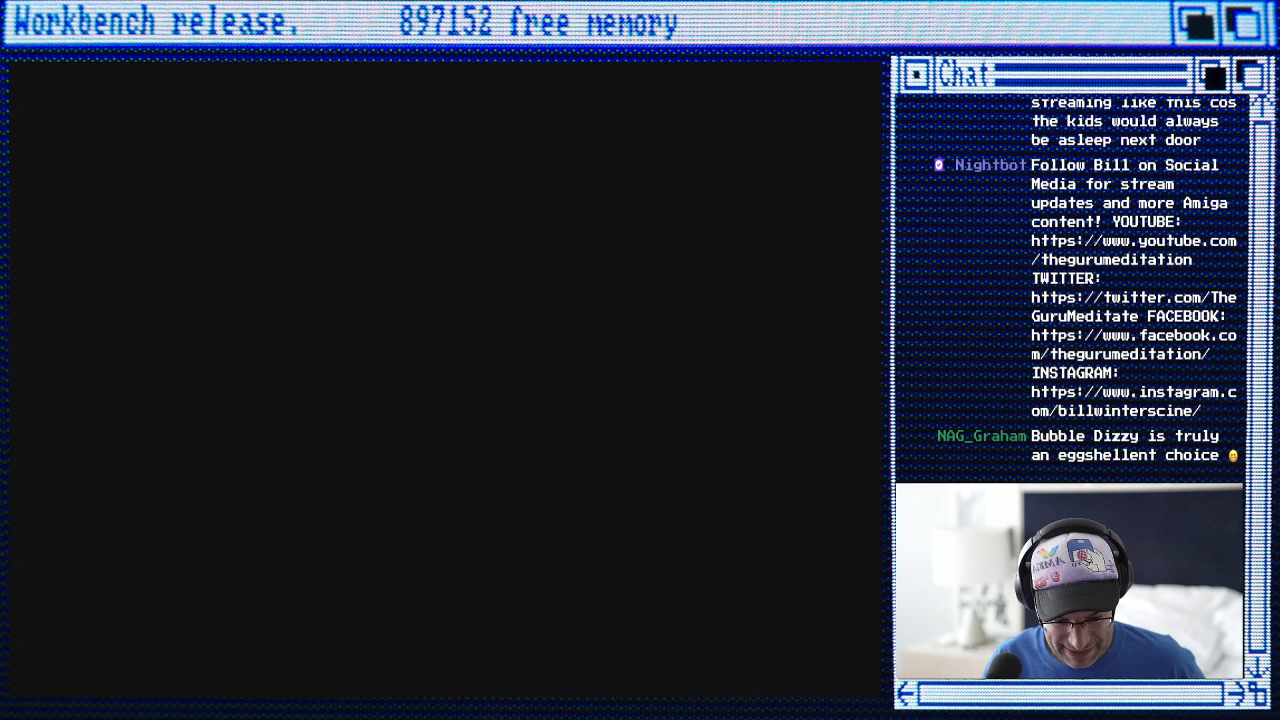 Workbench release.   897152 free memory
Chat
streaming like this cos
the kids would always
be asleep next door
Nightbot Follow Bill on Social
Media for stream
updates and more Amiga
content! YOUTUBE:
https://www.youtube.com
/thegurumeditation
TWITTER:
https://twitter.com/The
GuruMeditate FACEBOOK:
https://www.facebook.co
m/thegurumeditation/
INSTAGRAM:
https://www.instagram.c
om/billwinterscine/
NAG_Graham Bubble Dizzy is truly
an eggshellent choice